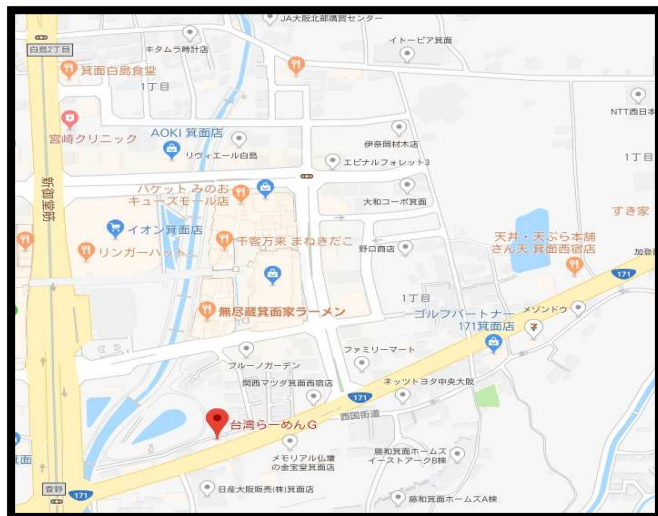 JA大阪北部購買センター
白島2丁目
キタムラ時計店
イトーピア箕面
箕面白島食堂
1丁目
NTT西日本
宮崎クリニック
AOKI 箕面店
リヴィエール白島
伊奈岡材木店
エビナルフォレット3
1丁目
新御堂筋
バケット みのお
キューズモール店
大和コーポ箕面
すき家
イオン箕面店
千客万来 まねきだこ
野口商店
天丼・天ぷら本舗
さん天 箕面西宿店
リンガーハット
加登
171
1丁目
無尽蔵箕面家ラーメン
ゴルフパートナー
171箕面店
メゾンドウ
ブルーノガーデン
ファミリーマート
関西マツダ箕面西宿店
ネッツトヨタ中央大阪
171
西国街道
台湾らーめんG
メモリアル仏壇
の金宝堂箕面店
藤和箕面ホームズ
イーストアークB棟
箕面
萱野
171
日産大阪販売(株)箕面店
藤和箕面ホームズA棟